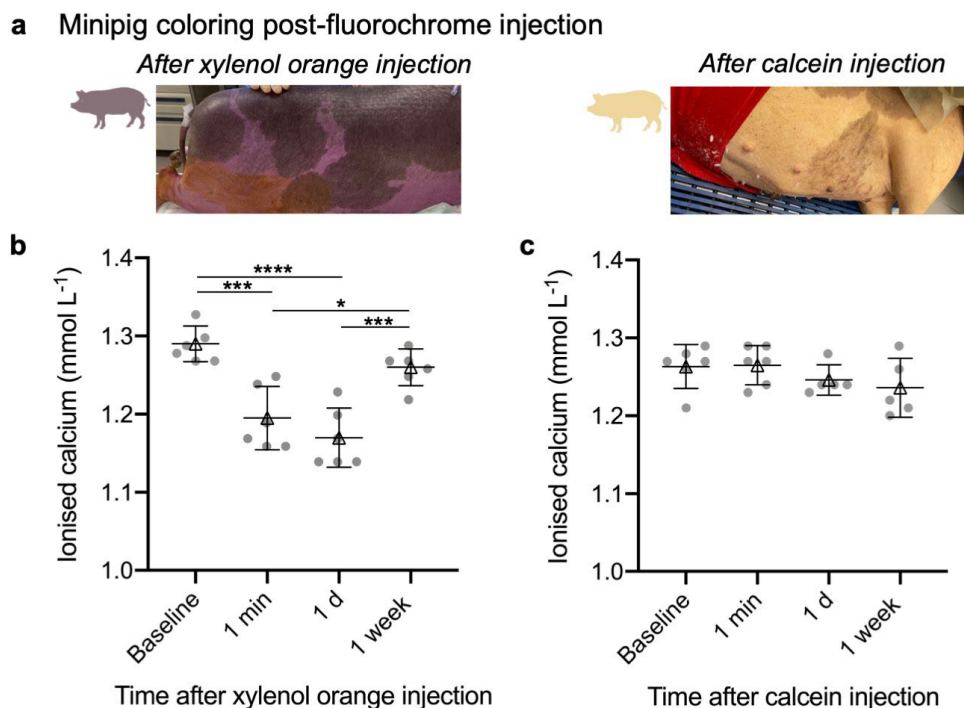 a Minipig coloring post-fluorochrome injection
After xylenol orange injection
After calcein injection
b
Ionised calcium (mmol L⁻¹)
1.4
1.3
1.2
1.1
1.0
****
***
*
***
Baseline
1 min
1 d
1 week
Time after xylenol orange injection
c
Ionised calcium (mmol L⁻¹)
1.4
1.3
1.2
1.1
1.0
Baseline
1 min
1 d
1 week
Time after calcein injection